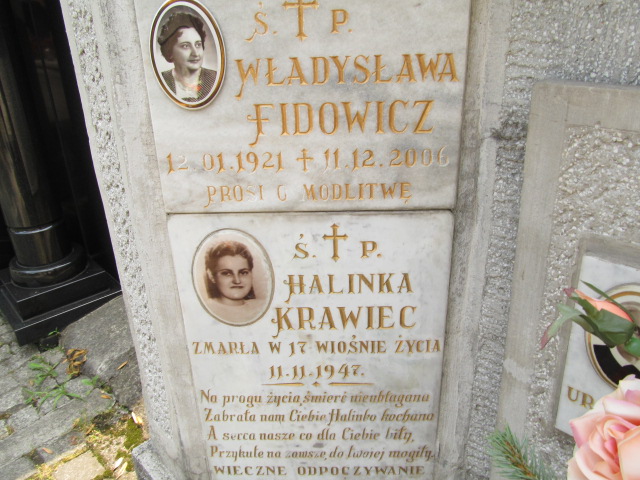 Ś. P.
WŁADYSŁAWA
FIDOWICZ
12.01.1921 + 11.12.2006
PROSI O MODLITWĘ
Ś. P.
HALINKA
KRAWIEC
ZMARŁA W 17 WIOŚNIE ŻYCIA
11.11.1947.
Na progu życia, śmierć nieubłagana
Zabrała nam Ciebie Halinko kochana
A serca nasze co dla Ciebie biły,
Przykute na zawsze do twojej mogiły.
WIECZNE ODPOCZYWANIE
UR